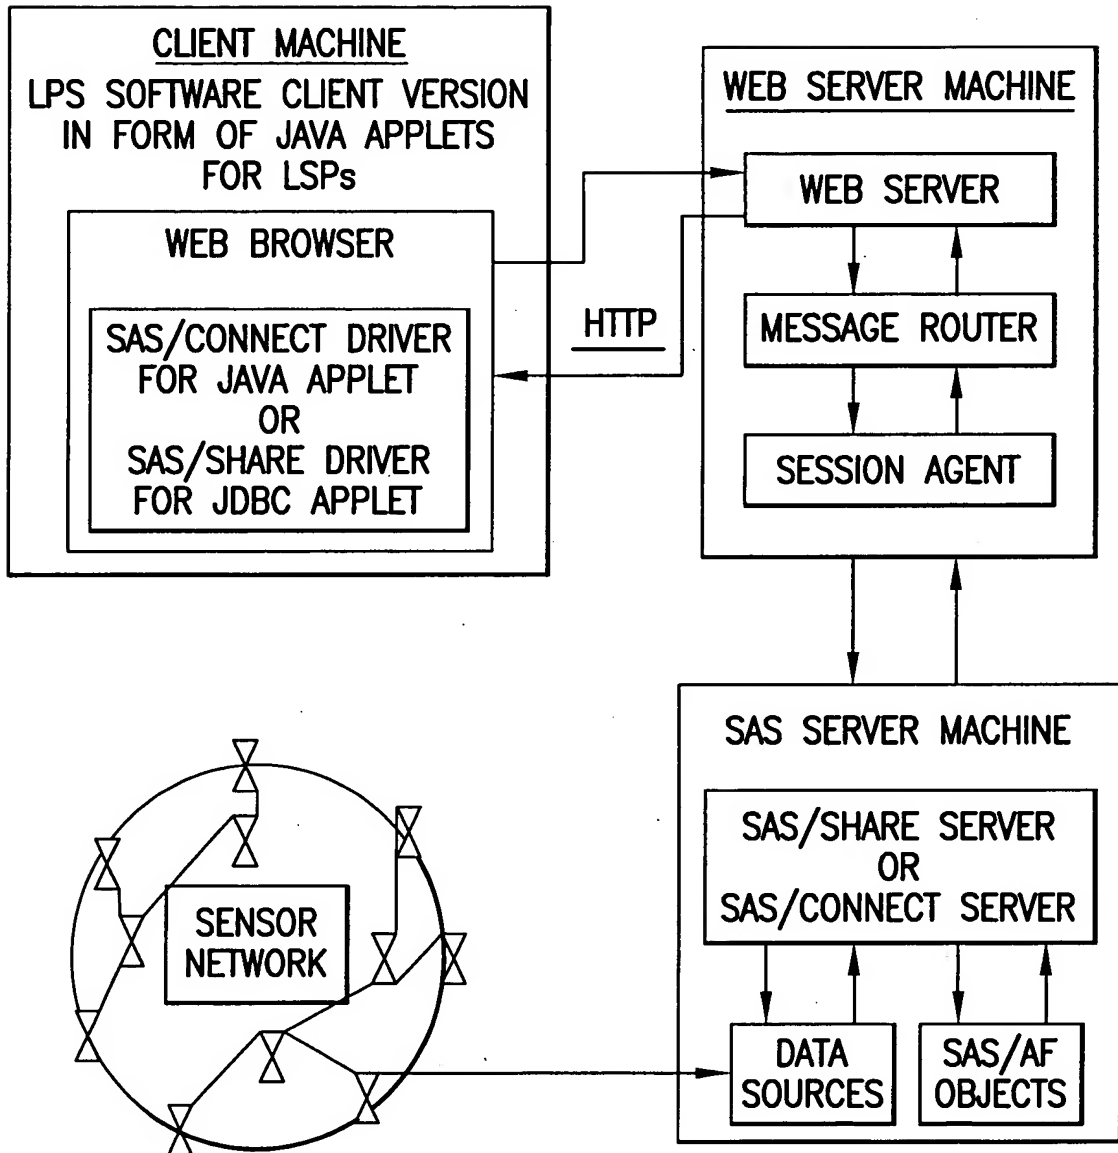 CLIENT MACHINE
LPS SOFTWARE CLIENT VERSION
IN FORM OF JAVA APPLETS
FOR LSPs
WEB BROWSER
SAS/CONNECT DRIVER
FOR JAVA APPLET
OR
SAS/SHARE DRIVER
FOR JDBC APPLET
HTTP
WEB SERVER MACHINE
WEB SERVER
MESSAGE ROUTER
SESSION AGENT
SAS SERVER MACHINE
SAS/SHARE SERVER
OR
SAS/CONNECT SERVER
DATA
SOURCES
SAS/AF
OBJECTS
SENSOR
NETWORK